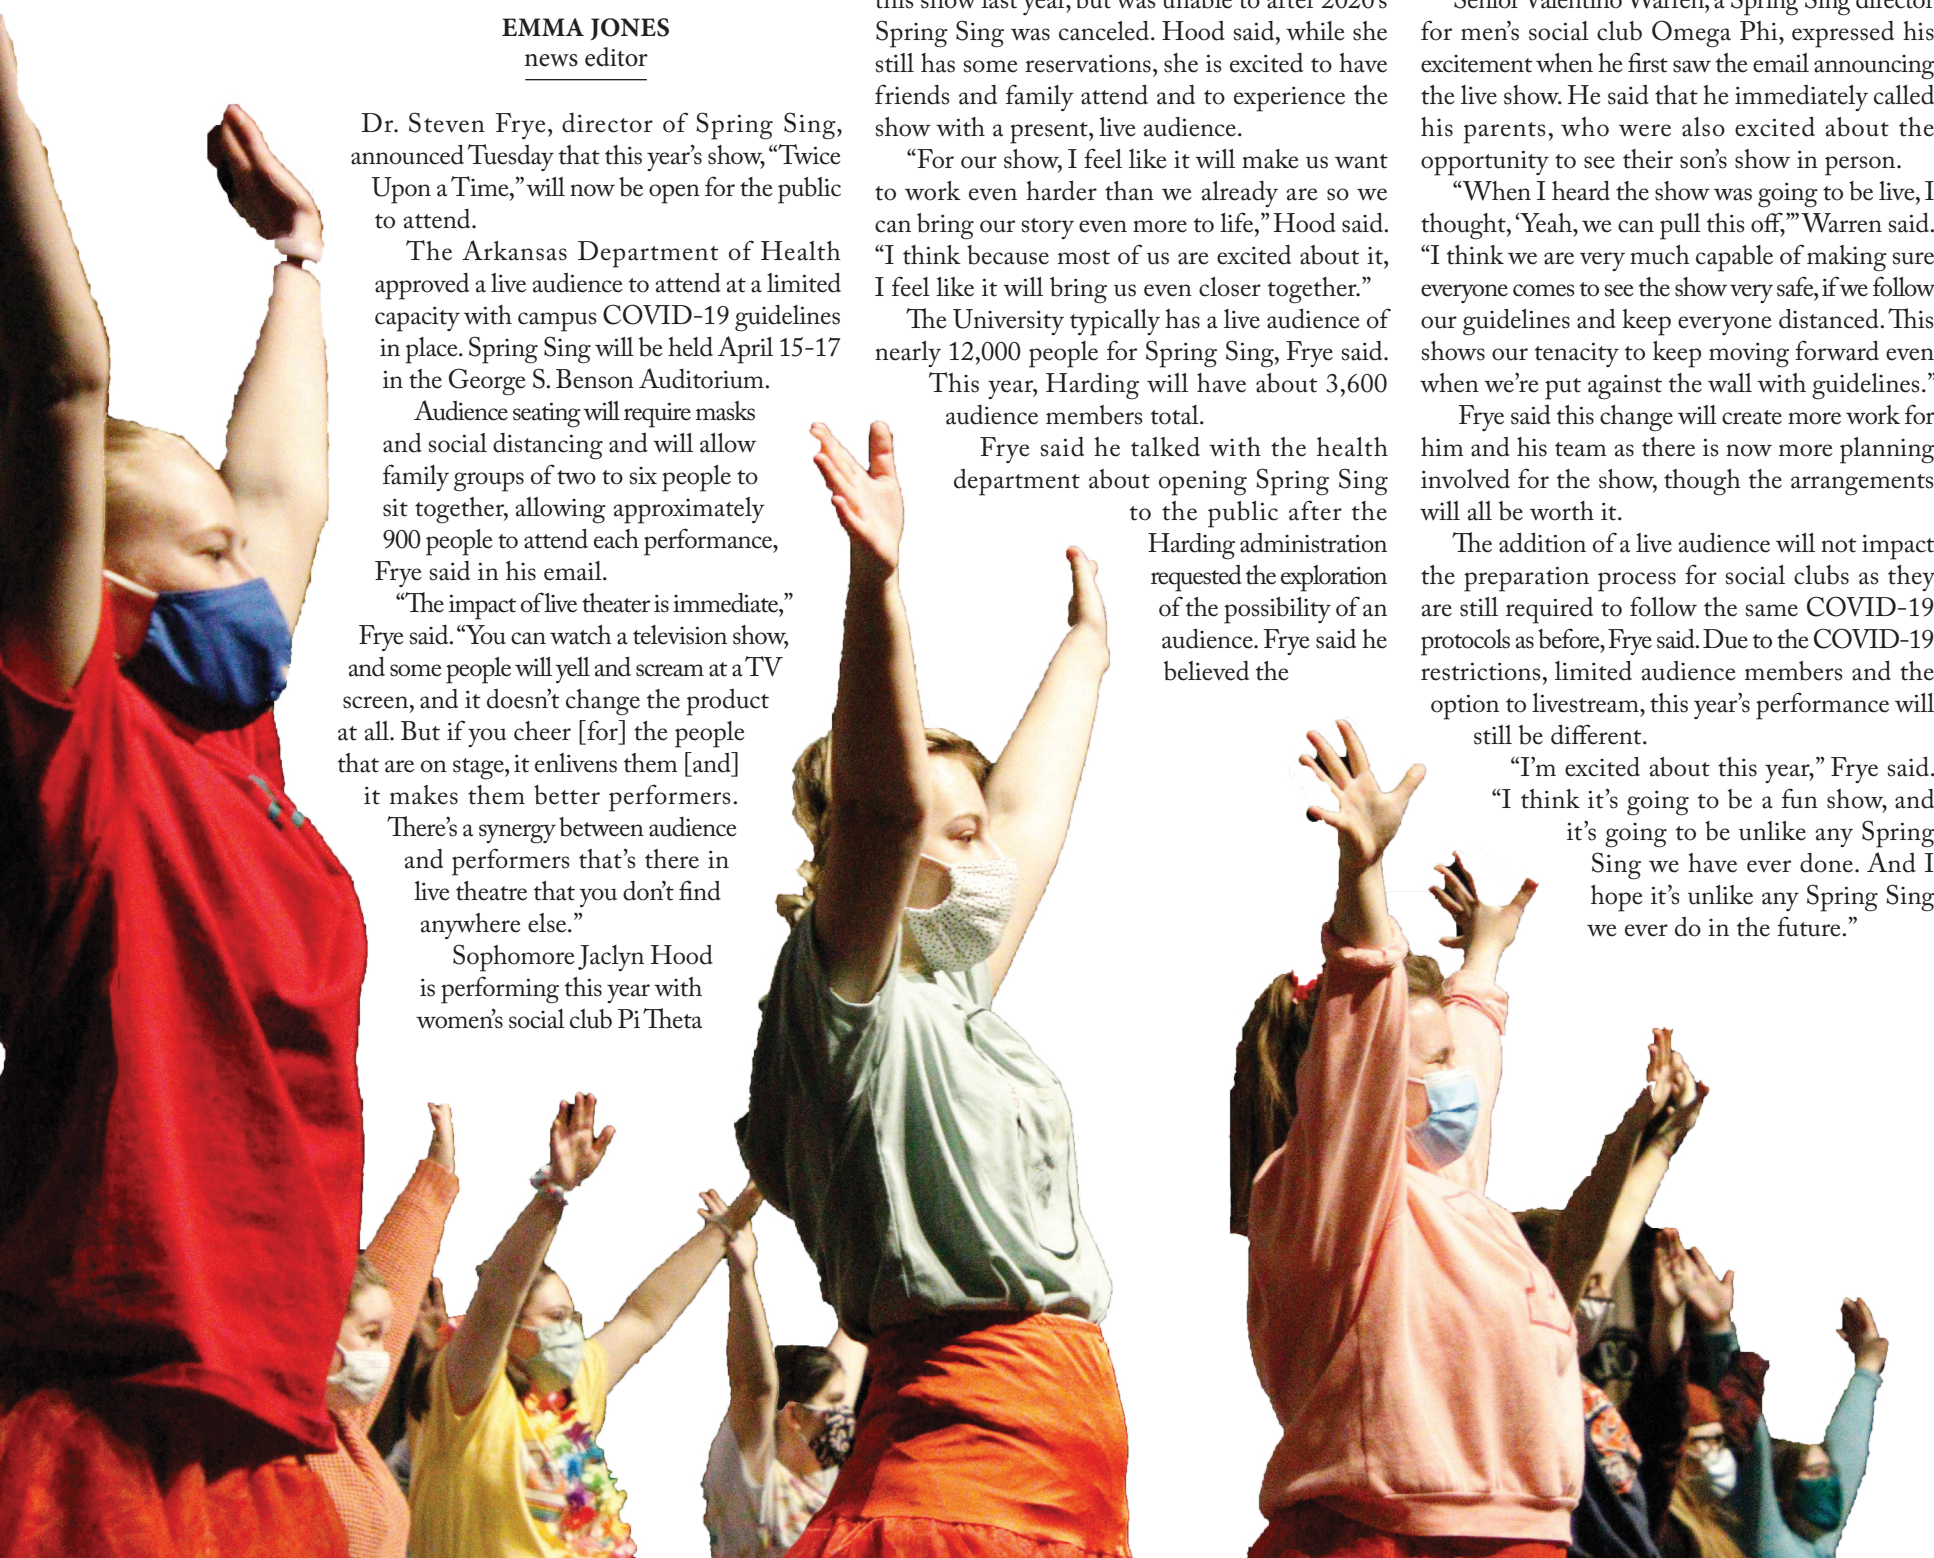 EMMA JONES
news editor
Dr. Steven Frye, director of Spring Sing,
announced Tuesday that this year’s show, “Twice
Upon a Time,” will now be open for the public
to attend.
The Arkansas Department of Health
approved a live audience to attend at a limited
capacity with campus COVID-19 guidelines
in place. Spring Sing will be held April 15-17
in the George S. Benson Auditorium.
Audience seating will require masks
and social distancing and will allow
family groups of two to six people to
sit together, allowing approximately
900 people to attend each performance,
Frye said in his email.
“The impact of live theater is immediate,”
Frye said. “You can watch a television show,
and some people will yell and scream at a TV
screen, and it doesn’t change the product
at all. But if you cheer [for] the people
that are on stage, it enlivens them [and]
it makes them better performers.
There’s a synergy between audience
and performers that’s there in
live theatre that you don’t find
anywhere else.”
Sophomore Jaclyn Hood
is performing this year with
women’s social club Pi Theta
this show last year, but was unable to after 2020’s
Spring Sing was canceled. Hood said, while she
still has some reservations, she is excited to have
friends and family attend and to experience the
show with a present, live audience.
“For our show, I feel like it will make us want
to work even harder than we already are so we
can bring our story even more to life,” Hood said.
“I think because most of us are excited about it,
I feel like it will bring us even closer together.”
The University typically has a live audience of
nearly 12,000 people for Spring Sing, Frye said.
This year, Harding will have about 3,600
audience members total.
Frye said he talked with the health
department about opening Spring Sing
to the public after the
Harding administration
requested the exploration
of the possibility of an
audience. Frye said he
believed the
Senior Valentino Warren, a Spring Sing director
for men’s social club Omega Phi, expressed his
excitement when he first saw the email announcing
the live show. He said that he immediately called
his parents, who were also excited about the
opportunity to see their son’s show in person.
“When I heard the show was going to be live, I
thought, ‘Yeah, we can pull this off,’” Warren said.
“I think we are very much capable of making sure
everyone comes to see the show very safe, if we follow
our guidelines and keep everyone distanced. This
shows our tenacity to keep moving forward even
when we’re put against the wall with guidelines.”
Frye said this change will create more work for
him and his team as there is now more planning
involved for the show, though the arrangements
will all be worth it.
The addition of a live audience will not impact
the preparation process for social clubs as they
are still required to follow the same COVID-19
protocols as before, Frye said. Due to the COVID-19
restrictions, limited audience members and the
option to livestream, this year’s performance will
still be different.
“I’m excited about this year,” Frye said.
“I think it’s going to be a fun show, and
it’s going to be unlike any Spring
Sing we have ever done. And I
hope it’s unlike any Spring Sing
we ever do in the future.”